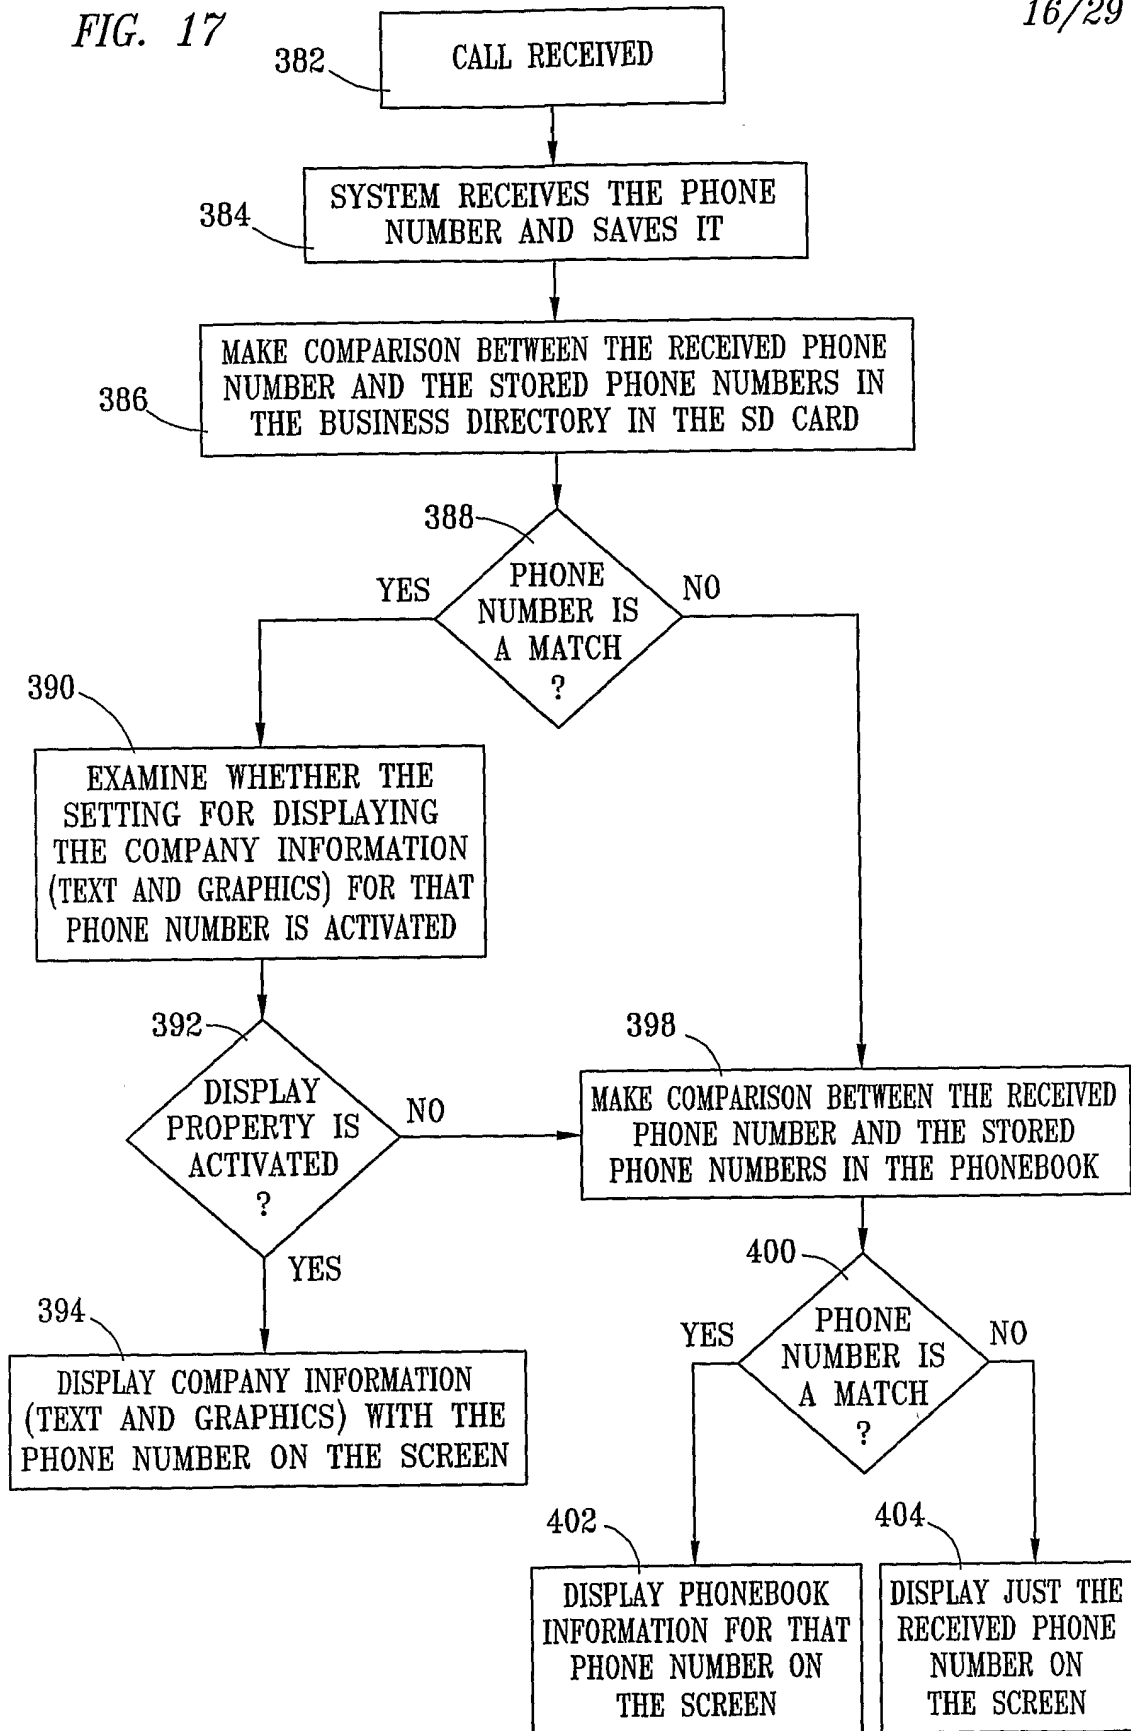 FIG. 17
16/29
382
CALL RECEIVED
384
SYSTEM RECEIVES THE PHONE
NUMBER AND SAVES IT
386
MAKE COMPARISON BETWEEN THE RECEIVED PHONE
NUMBER AND THE STORED PHONE NUMBERS IN
THE BUSINESS DIRECTORY IN THE SD CARD
388
PHONE
NUMBER IS
A MATCH
?
YES
NO
390
EXAMINE WHETHER THE
SETTING FOR DISPLAYING
THE COMPANY INFORMATION
(TEXT AND GRAPHICS) FOR THAT
PHONE NUMBER IS ACTIVATED
392
DISPLAY
PROPERTY IS
ACTIVATED
?
NO
YES
394
DISPLAY COMPANY INFORMATION
(TEXT AND GRAPHICS) WITH THE
PHONE NUMBER ON THE SCREEN
398
MAKE COMPARISON BETWEEN THE RECEIVED
PHONE NUMBER AND THE STORED
PHONE NUMBERS IN THE PHONEBOOK
400
PHONE
NUMBER IS
A MATCH
?
YES
NO
402
DISPLAY PHONEBOOK
INFORMATION FOR THAT
PHONE NUMBER ON
THE SCREEN
404
DISPLAY JUST THE
RECEIVED PHONE
NUMBER ON
THE SCREEN